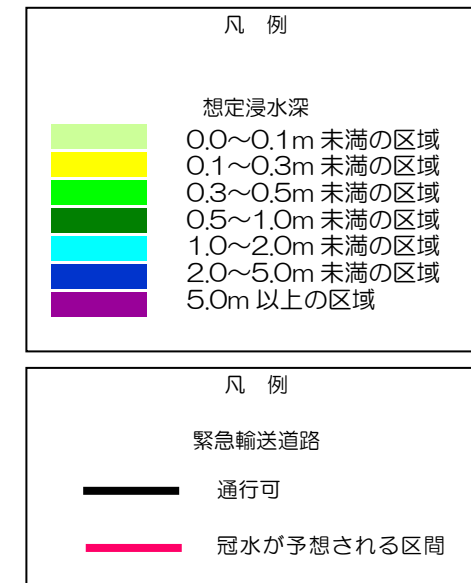 凡 例
想定浸水深
0.0～0.1m 未満の区域
0.1～0.3m 未満の区域
0.3～0.5m 未満の区域
0.5～1.0m 未満の区域
1.0～2.0m 未満の区域
2.0～5.0m 未満の区域
5.0m 以上の区域
凡 例
緊急輸送道路
通行可
冠水が予想される区間